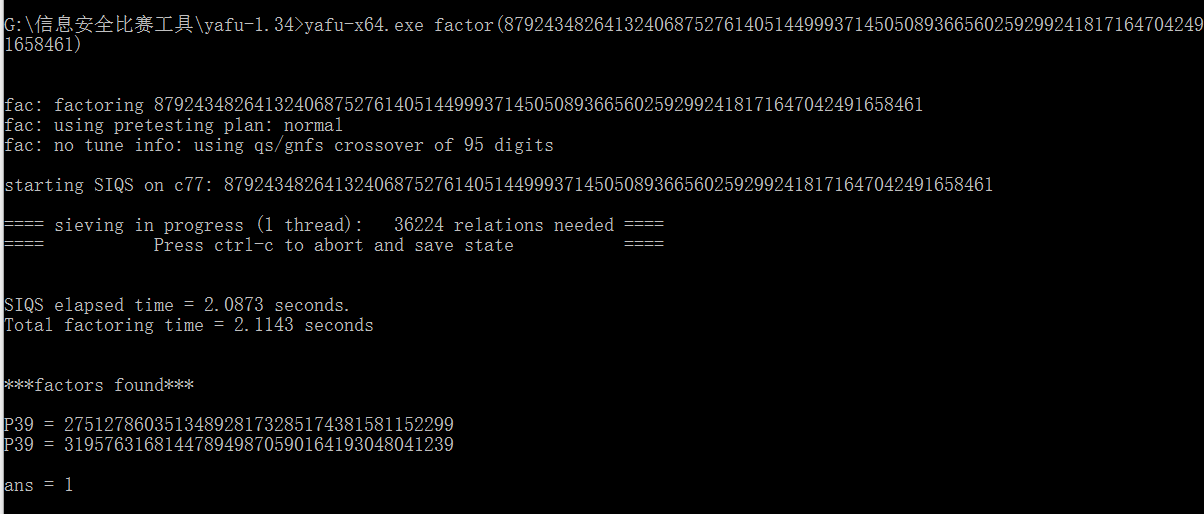 G:\信息安全比赛工具\yafu-1.34>yafu-x64.exe factor(87924348264132406875276140514499937145050893665602592992418171647042491658461)
fac: factoring 87924348264132406875276140514499937145050893665602592992418171647042491658461
fac: using pretesting plan: normal
fac: no tune info: using qs/gnfs crossover of 95 digits
starting SIQS on c77: 87924348264132406875276140514499937145050893665602592992418171647042491658461
==== sieving in progress (1 thread):   36224 relations needed ====
====           Press ctrl-c to abort and save state           ====
SIQS elapsed time = 2.0873 seconds.
Total factoring time = 2.1143 seconds
***factors found***
P39 = 275127860351348928173285174381581152299
P39 = 319576316814478949870590164193048041239
ans = 1